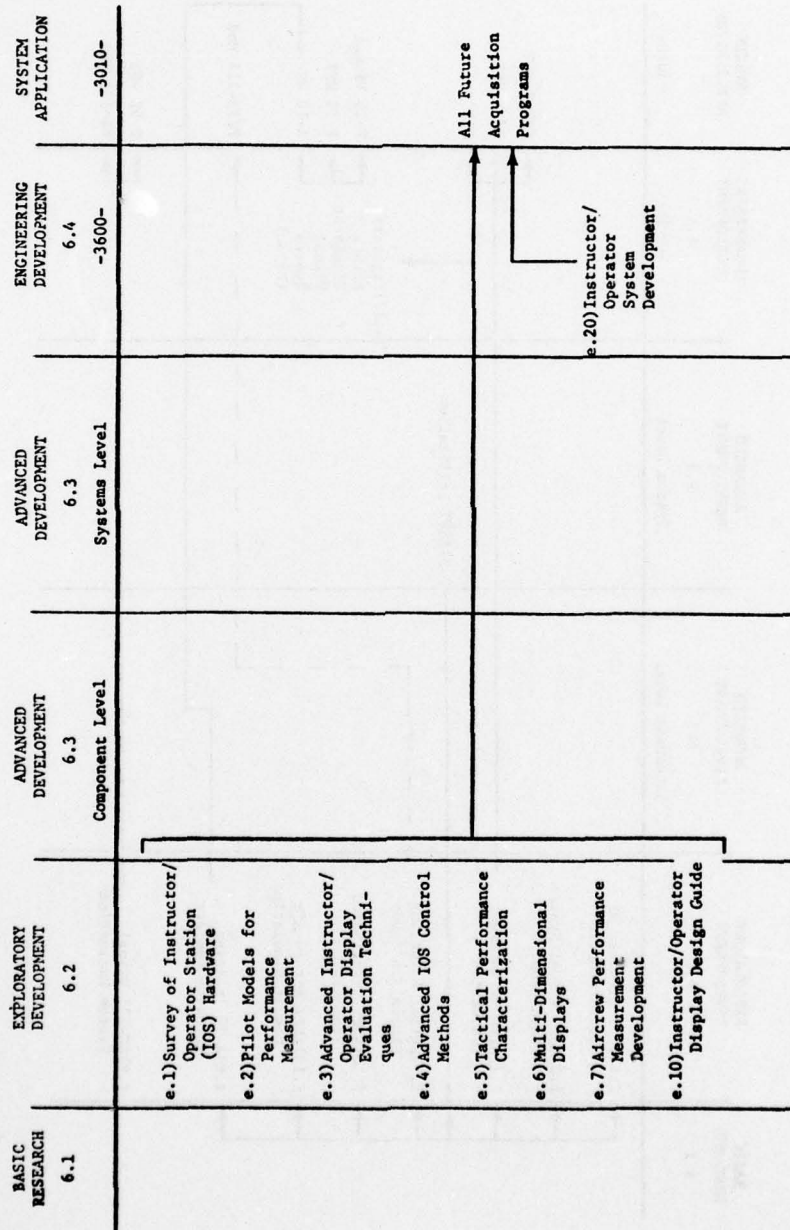 BASIC
RESEARCH
6.1
EXPLORATORY
DEVELOPMENT
6.2
ADVANCED
DEVELOPMENT
6.3
Component Level
ADVANCED
DEVELOPMENT
6.3
Systems Level
ENGINEERING
DEVELOPMENT
6.4
-3600-
SYSTEM
APPLICATION
-3010-
e.1)Survey of Instructor/
Operator Station
(IOS) Hardware
e.2)Pilot Models for
Performance
Measurement
e.3)Advanced Instructor/
Operator Display
Evaluation Techni-
ques
e.4)Advanced IOS Control
Methods
e.5)Tactical Performance
Characterization
e.6)Multi-Dimensional
Displays
e.7)Aircrew Performance
Measurement
Development
e.10)Instructor/Operator
Display Design Guide
e.20)Instructor/
Operator
System
Development
All Future
Acquisition
Programs